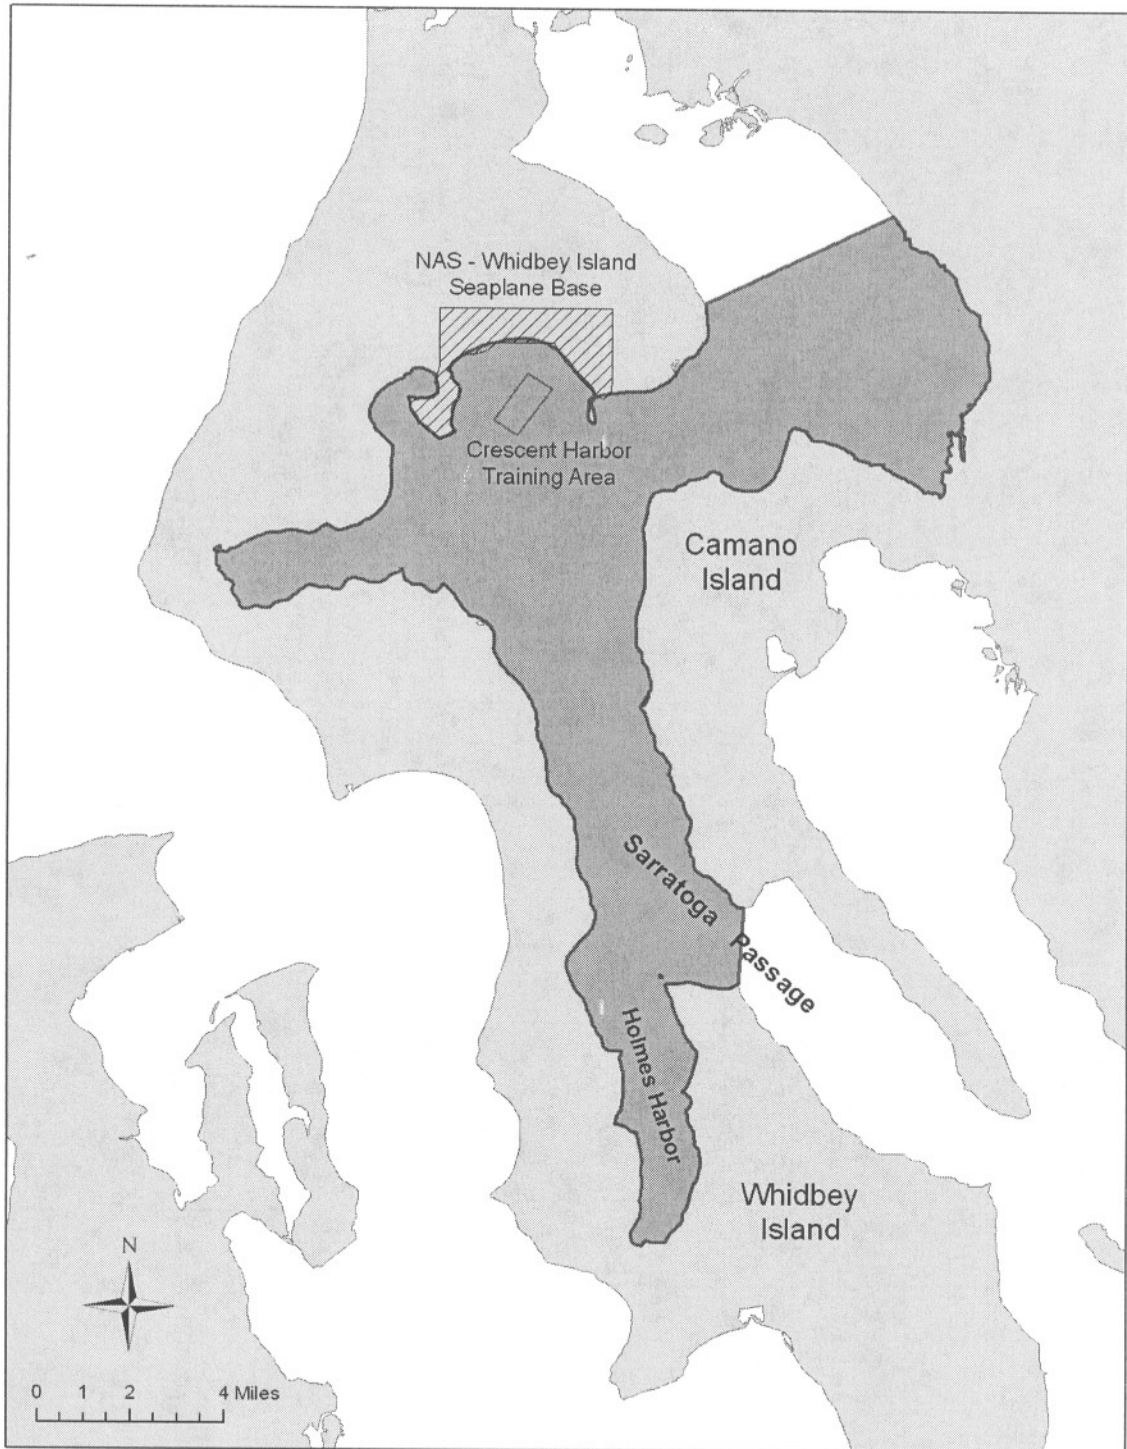 NAS - Whidbey Island
Seaplane Base
Crescent Harbor
Training Area
Camano
Island
Sarratoga Passage
Holmes Harbor
Whidbey
Island
N
0 1 2 4 Miles